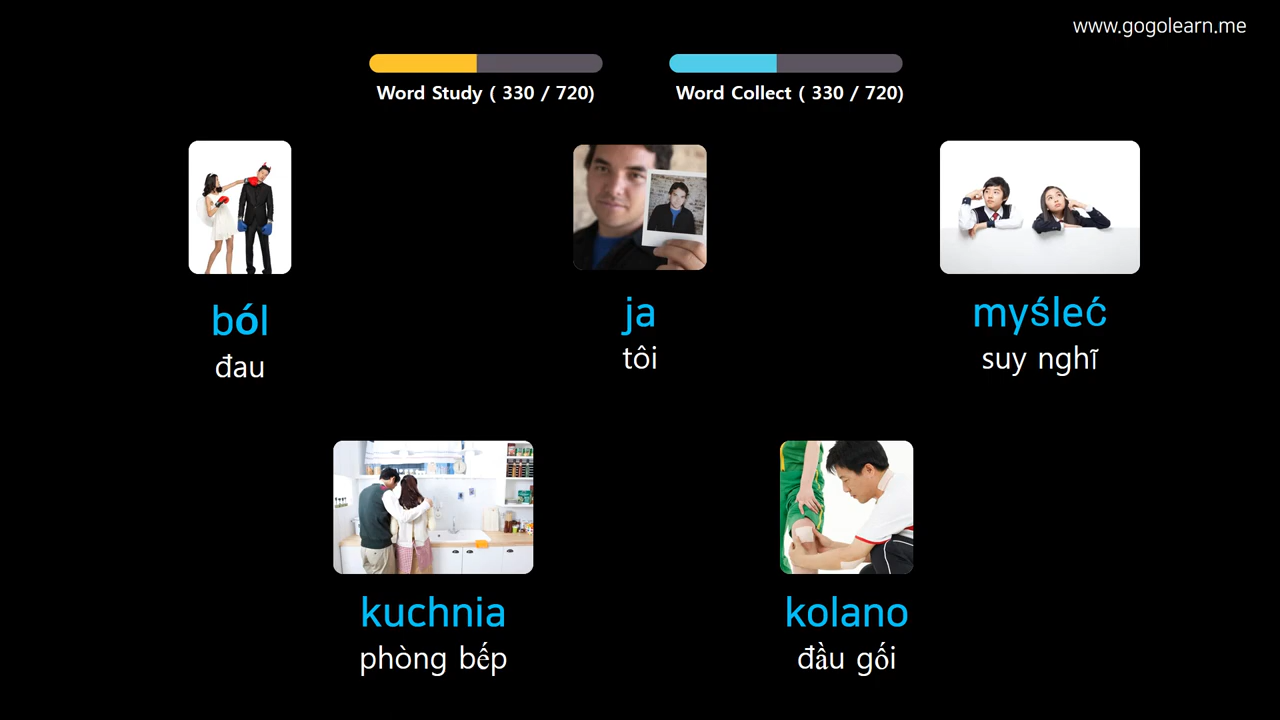 www.gogolearn.me
Word Study ( 330 / 720)
Word Collect ( 330 / 720)
ból
đau
ja
tôi
myśleć
suy nghĩ
kuchnia
phòng bếp
kolano
đầu gối